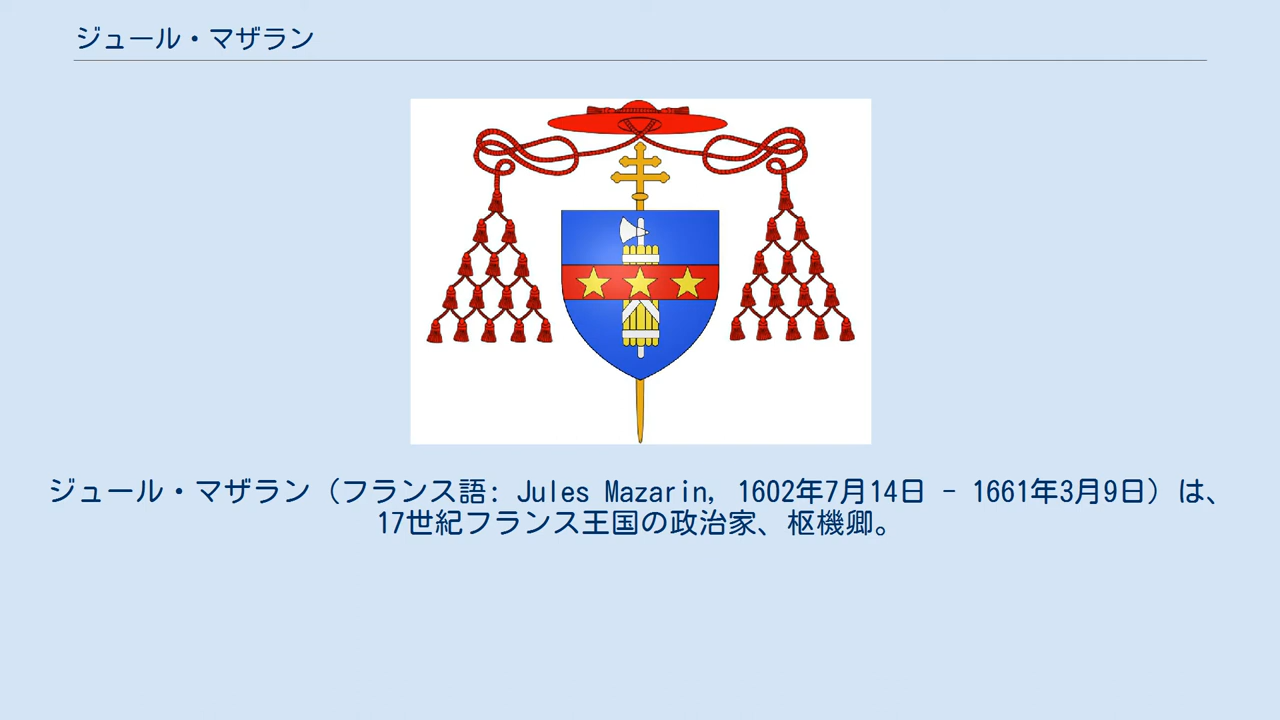 ジュール・マザラン
ジュール・マザラン（フランス語: Jules Mazarin, 1602年7月14日 - 1661年3月9日）は、
17世紀フランス王国の政治家、枢機卿。